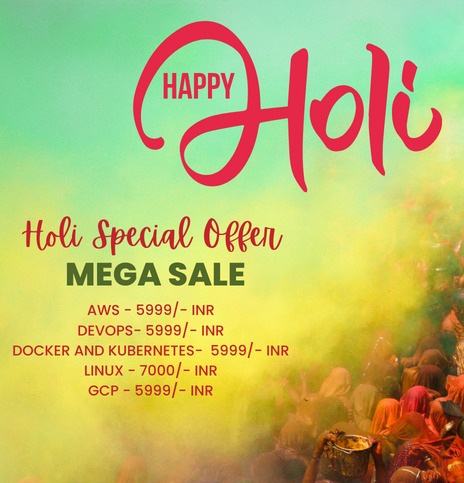 HAPPY
Holi
Holi Special Offer
MEGA SALE
AWS - 5999/- INR
DEVOPS- 5999/- INR
DOCKER AND KUBERNETES- 5999/- INR
LINUX - 7000/- INR
GCP - 5999/- INR